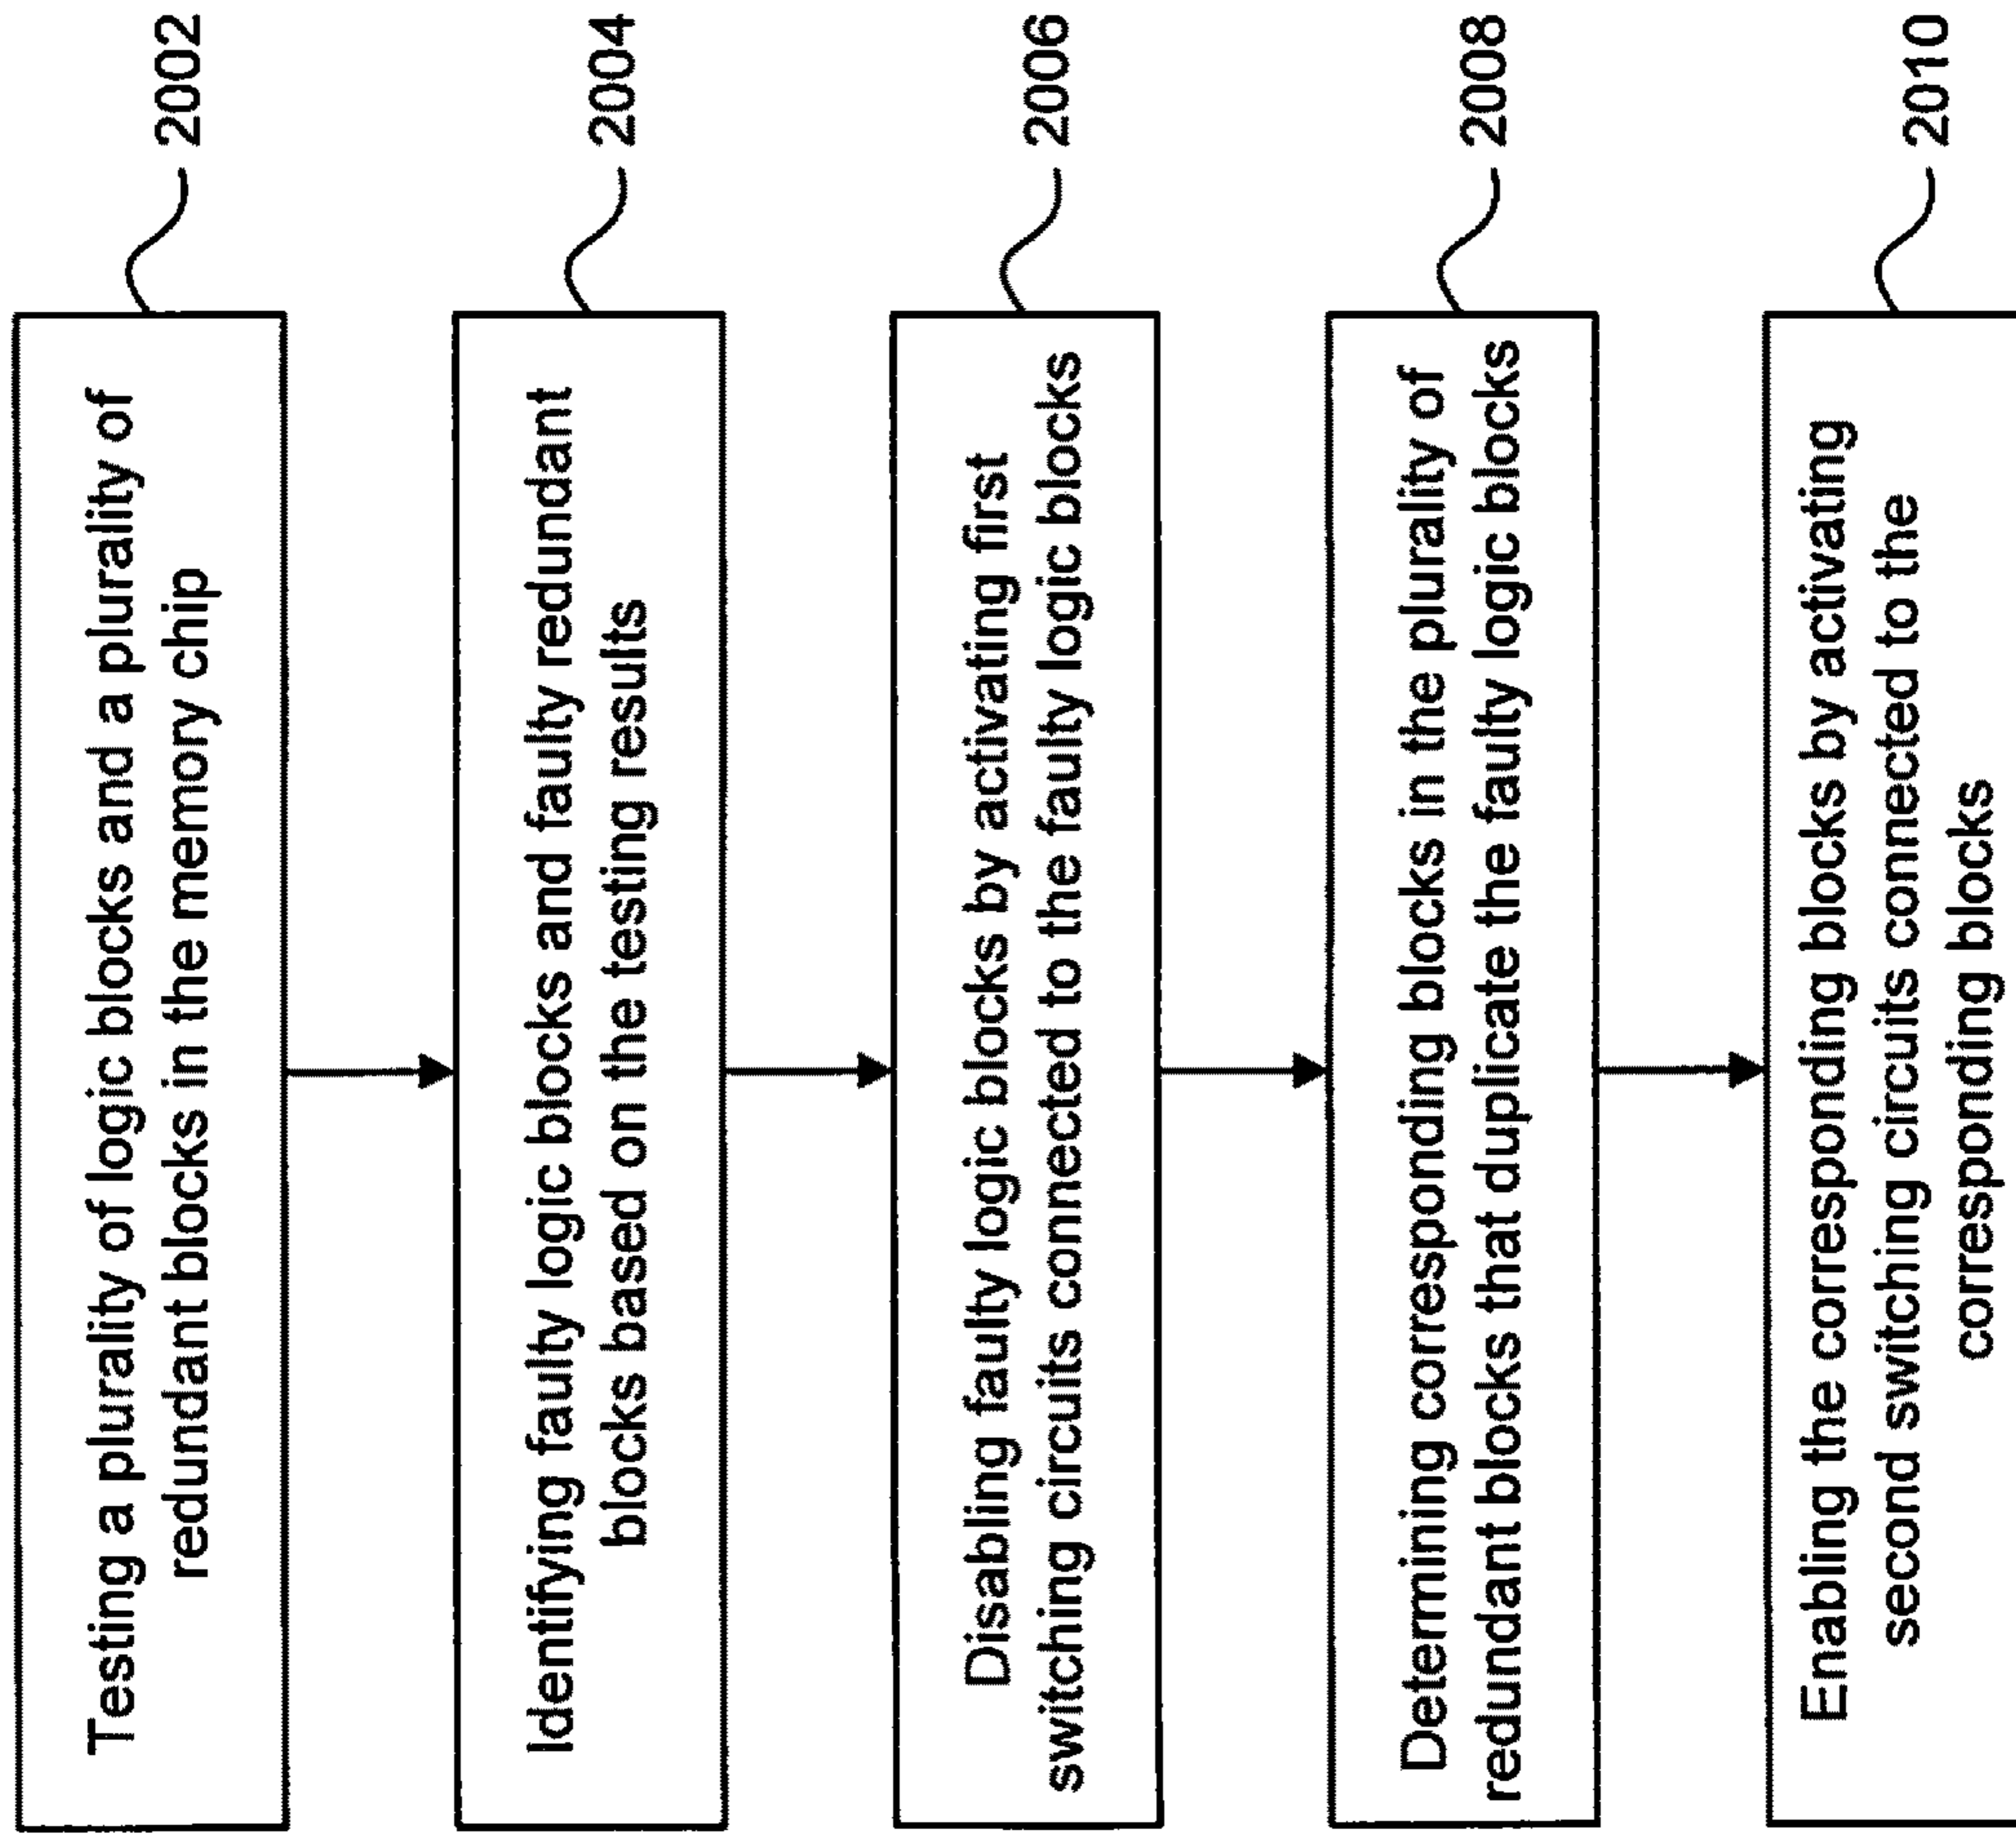 Testing a plurality of logic blocks and a plurality of
redundant blocks in the memory chip
2002
Identifying faulty logic blocks and faulty redundant
blocks based on the testing results
2004
Disabling faulty logic blocks by activating first
switching circuits connected to the faulty logic blocks
2006
Determining corresponding blocks in the plurality of
redundant blocks that duplicate the faulty logic blocks
2008
Enabling the corresponding blocks by activating
second switching circuits connected to the
corresponding blocks
2010